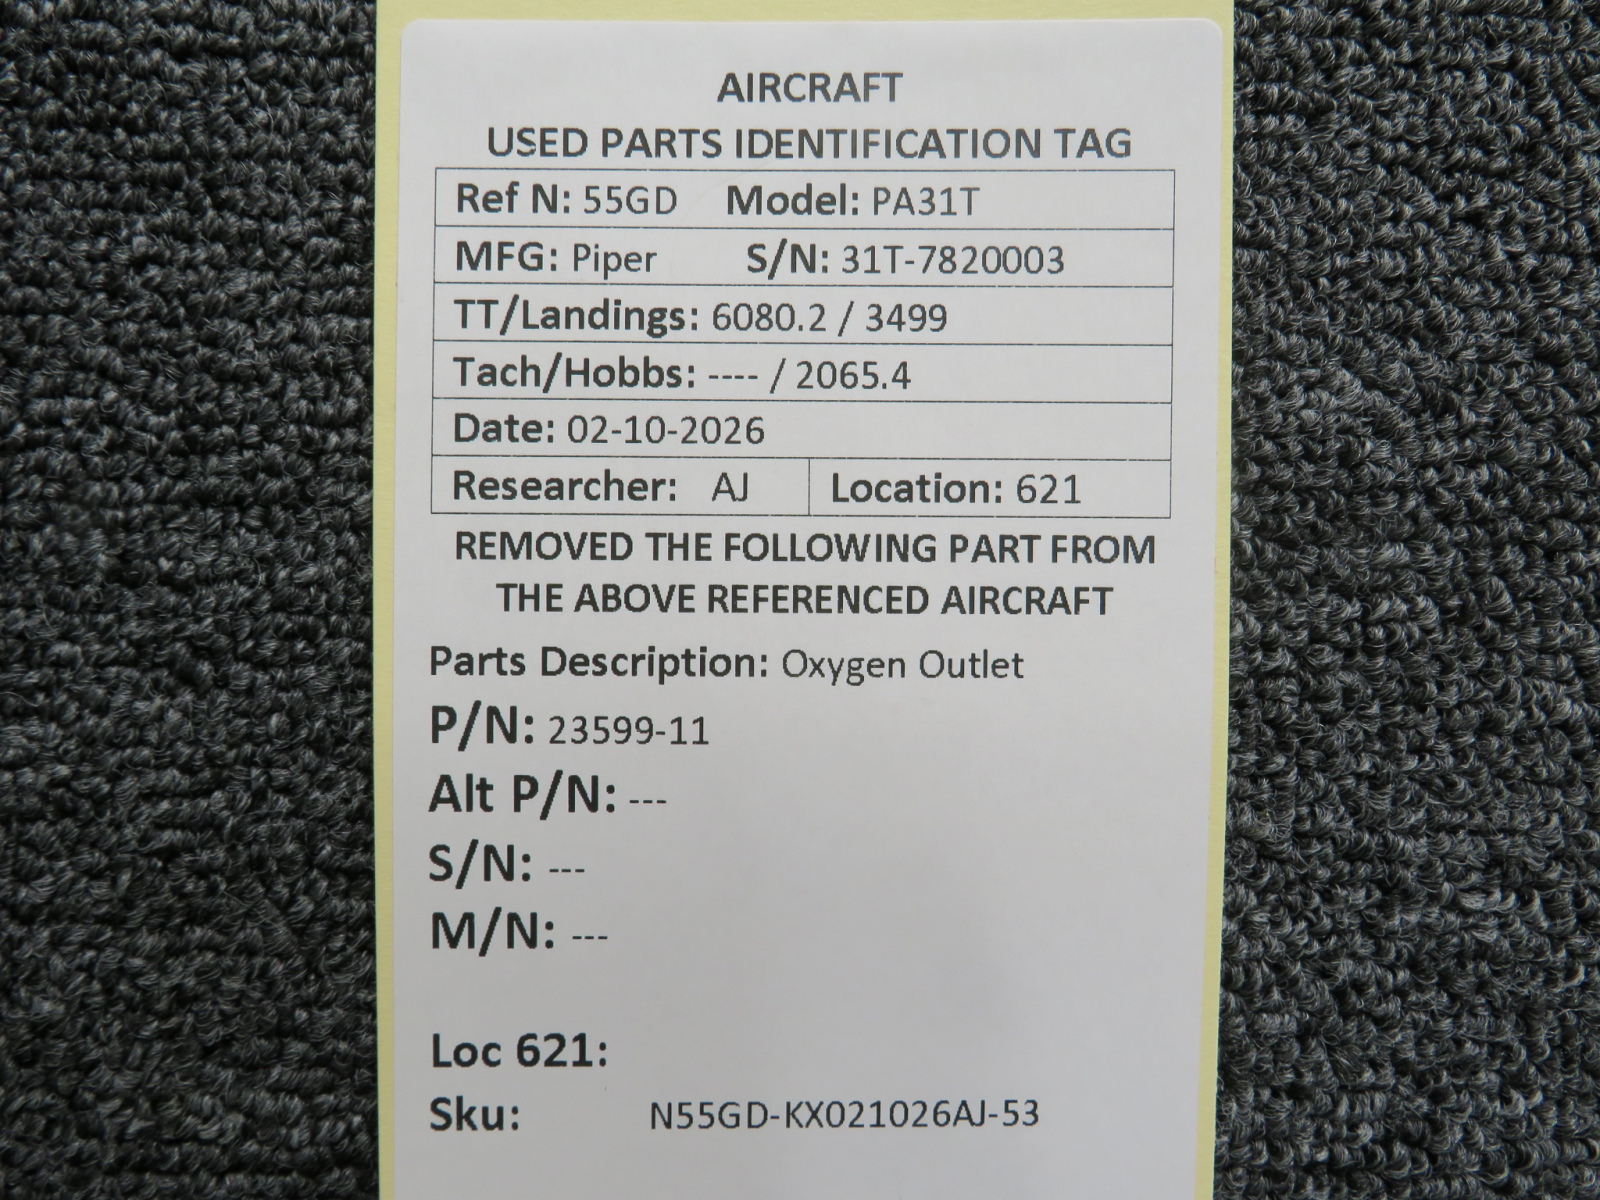 AIRCRAFT
USED PARTS IDENTIFICATION TAG
Ref N: 55GD Model: PA31T
MFG: Piper S/N: 31T-7820003
TT/Landings: 6080.2 / 3499
Tach/Hobbs: ---- / 2065.4
Date: 02-10-2026
Researcher: AJ Location: 621
REMOVED THE FOLLOWING PART FROM
THE ABOVE REFERENCED AIRCRAFT
Parts Description: Oxygen Outlet
P/N: 23599-11
Alt P/N: ---
S/N: ---
M/N: ---
Loc 621:
Sku: N55GD-KX021026AJ-53